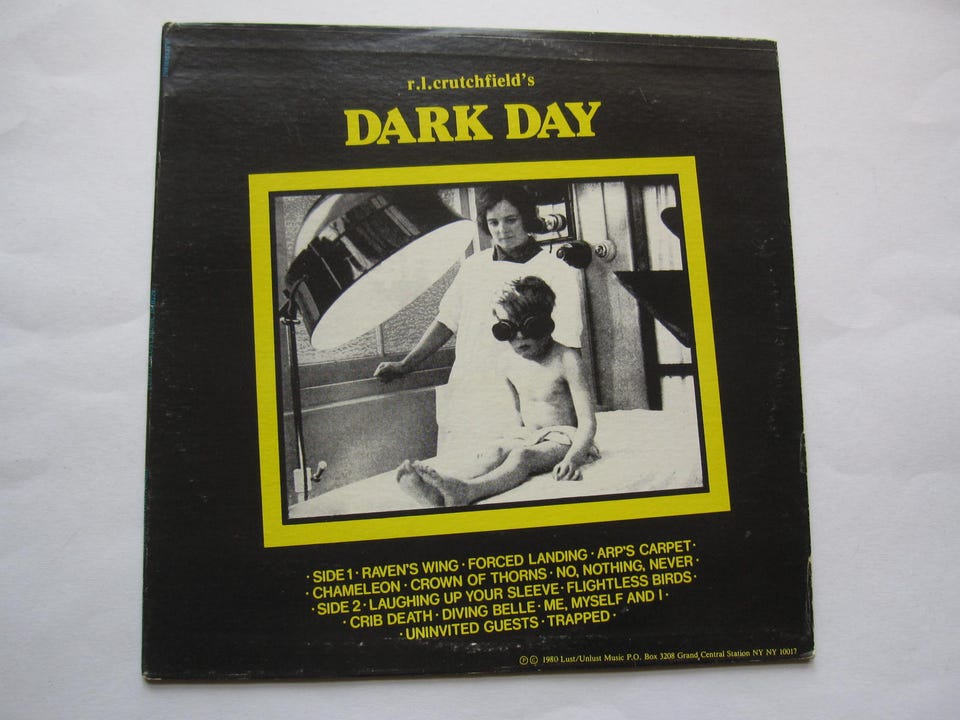 r.l.crutchfield's
DARK DAY
· SIDE 1 · RAVEN'S WING · FORCED LANDING · ARP'S CARPET ·
· CHAMELEON · CROWN OF THORNS · NO, NOTHING, NEVER ·
· SIDE 2 · LAUGHING UP YOUR SLEEVE · FLIGHTLESS BIRDS ·
· CRIB DEATH · DIVING BELLE · ME, MYSELF AND I ·
· UNINVITED GUESTS · TRAPPED ·
℗ © 1980 Lust/Unlust Music P.O. Box 3208 Grand Central Station NY NY 10017